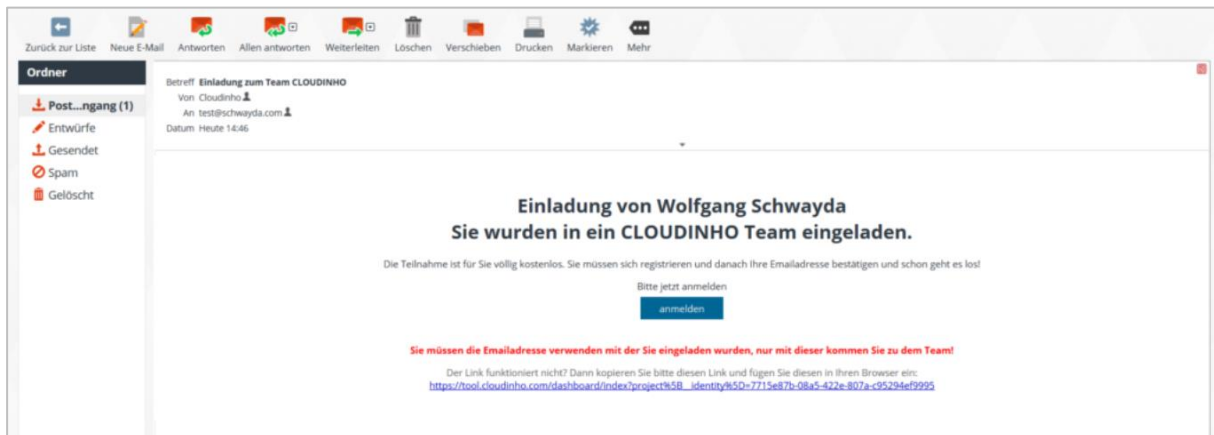 Zurück zur Liste Neue E-Mail Antworten Allen antworten Weiterleiten Löschen Verschieben Drucken Markieren Mehr
Ordner
Post...ngang (1)
Entwürfe
Gesendet
Spam
Gelöscht
Betreff Einladung zum Team CLOUDINHO
Von Cloudinho
An test@schwayda.com
Datum Heute 14:46
Einladung von Wolfgang Schwayda
Sie wurden in ein CLOUDINHO Team eingeladen.
Die Teilnahme ist für Sie völlig kostenlos. Sie müssen sich registrieren und danach Ihre Emailadresse bestätigen und schon geht es los!
Bitte jetzt anmelden
anmelden
Sie müssen die Emailadresse verwenden mit der Sie eingeladen wurden, nur mit dieser kommen Sie zu dem Team!
Der Link funktioniert nicht? Dann kopieren Sie bitte diesen Link und fügen Sie diesen in Ihren Browser ein:
https://tool.cloudinho.com/dashboard/index?project%5B__identity%5D=7715e87b-08a5-422e-807a-c95294ef9995